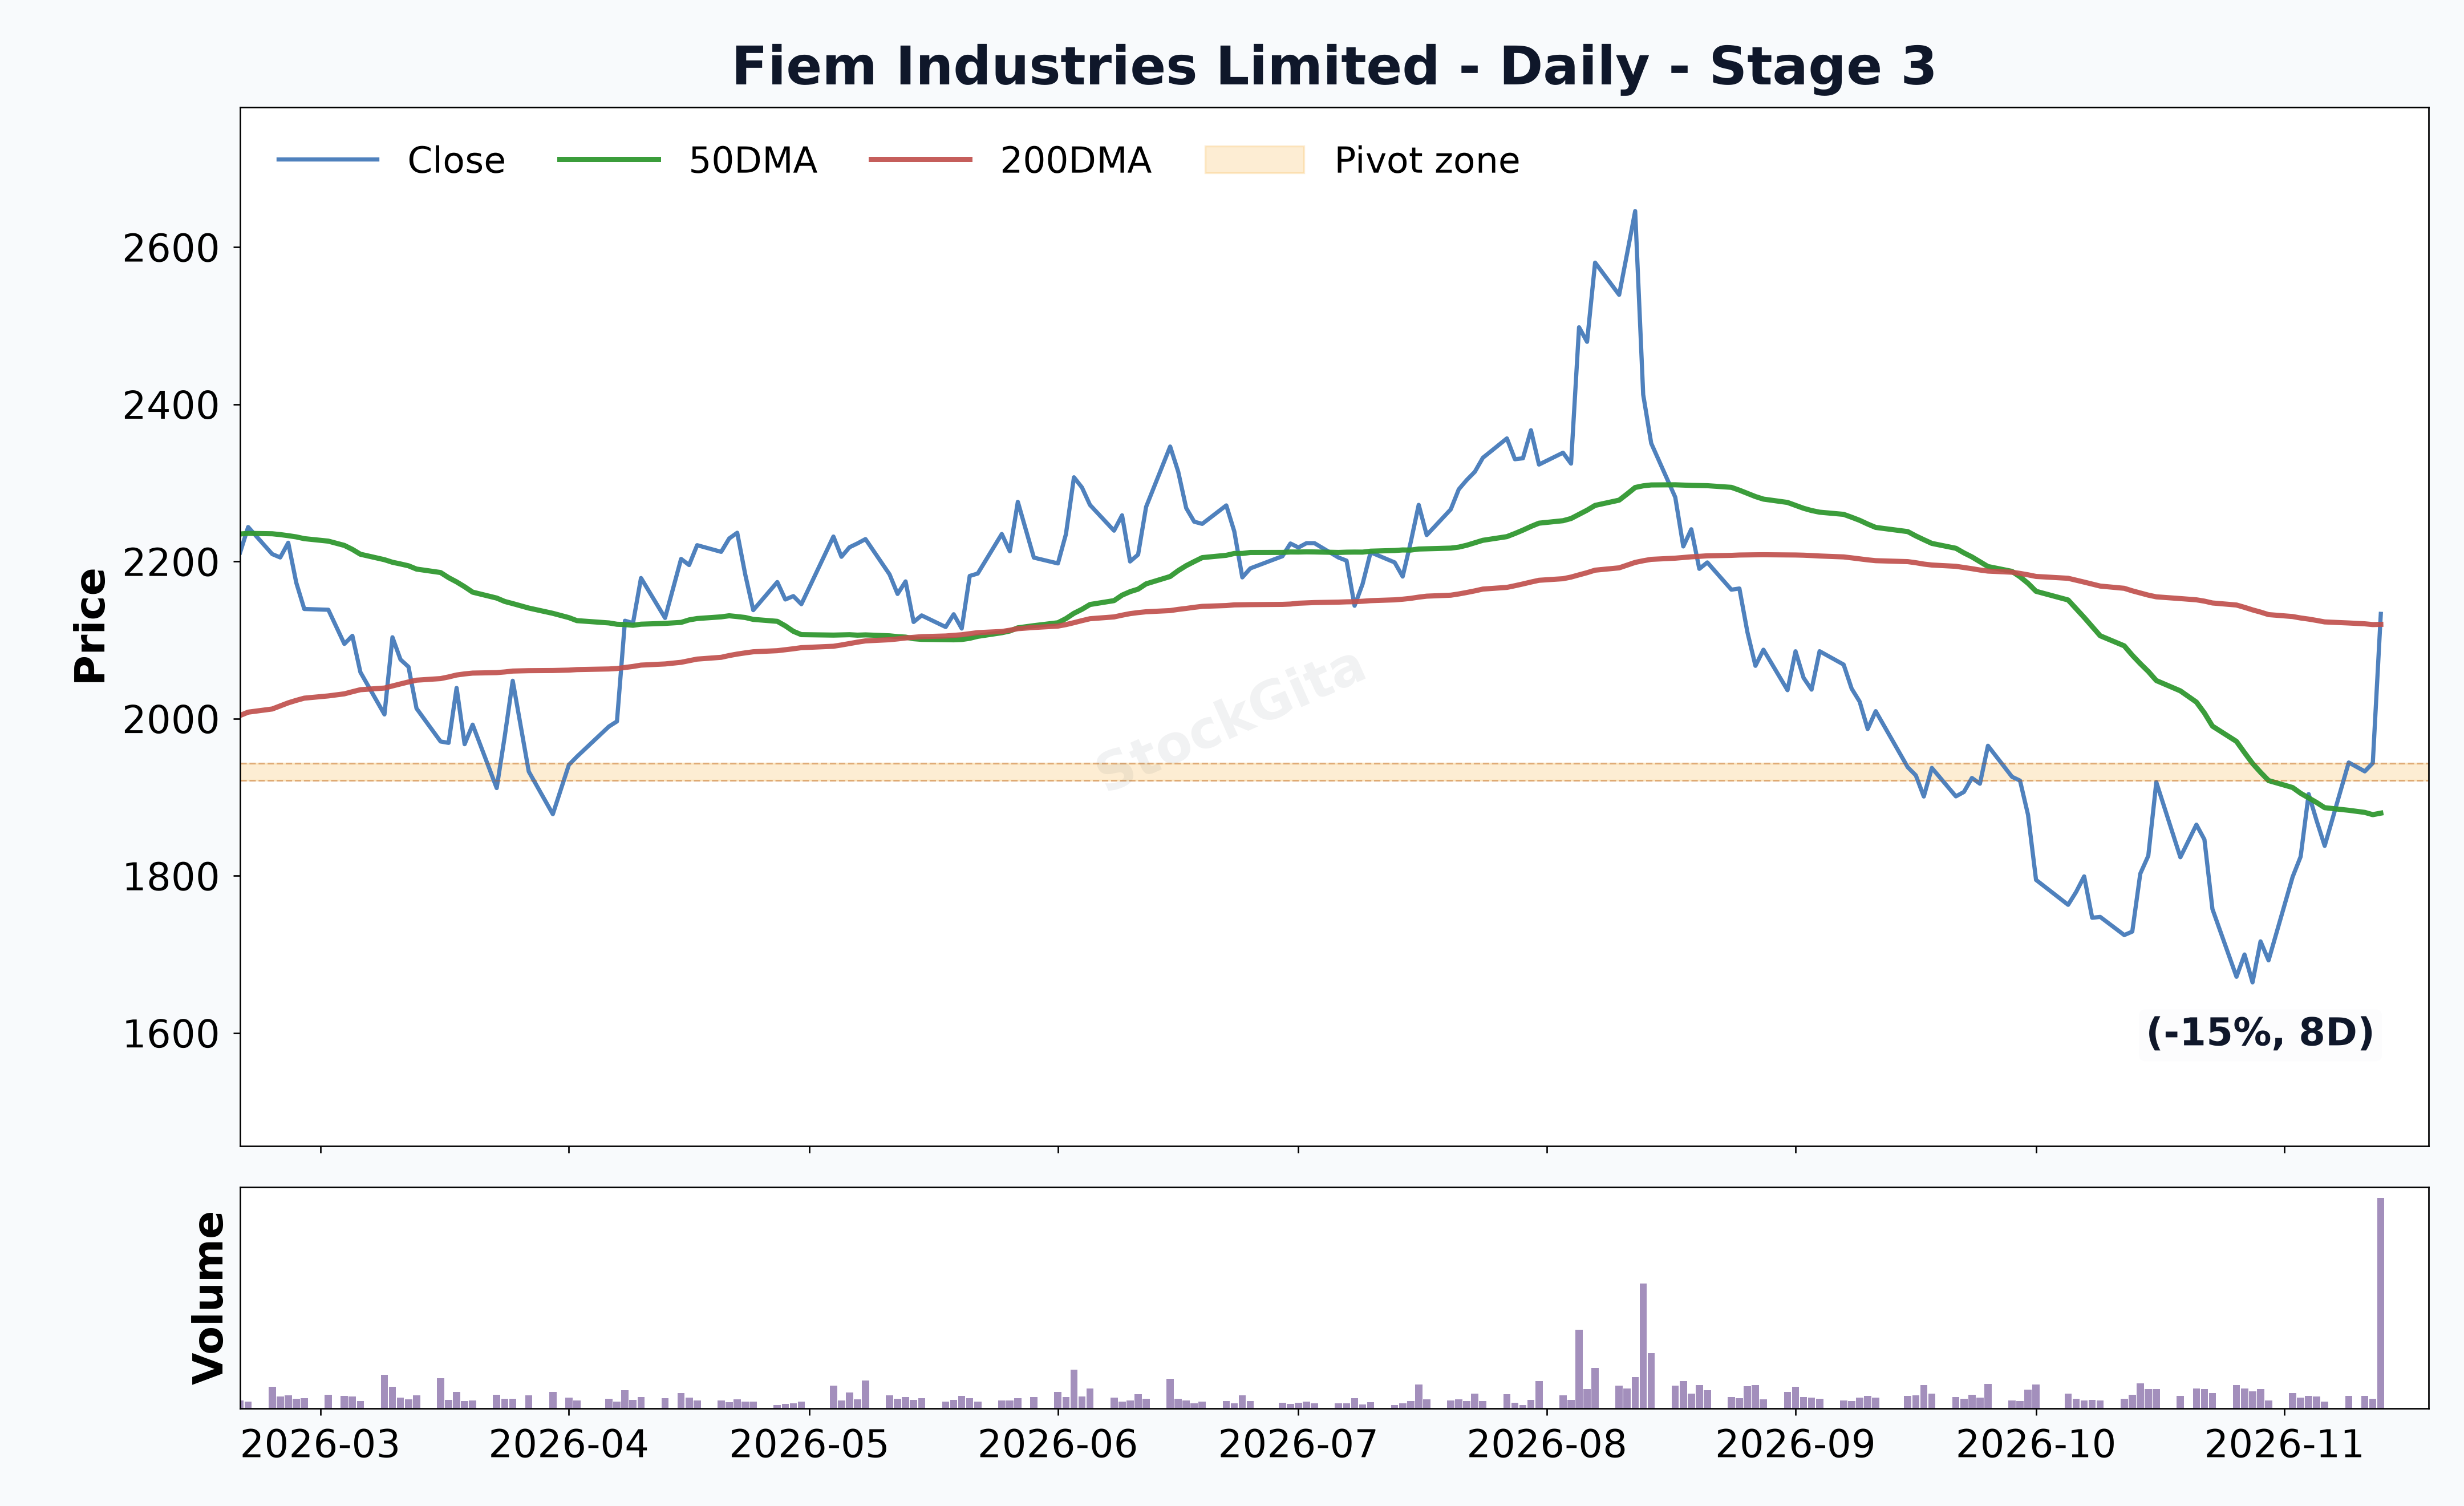 Fiem Industries Limited - Daily - Stage 3
Close 50DMA 200DMA Pivot zone
2600
2400
2200
2000
1800
1600
Price
StockGita
(-15%, 8D)
Volume
2026-03 2026-04 2026-05 2026-06 2026-07 2026-08 2026-09 2026-10 2026-11